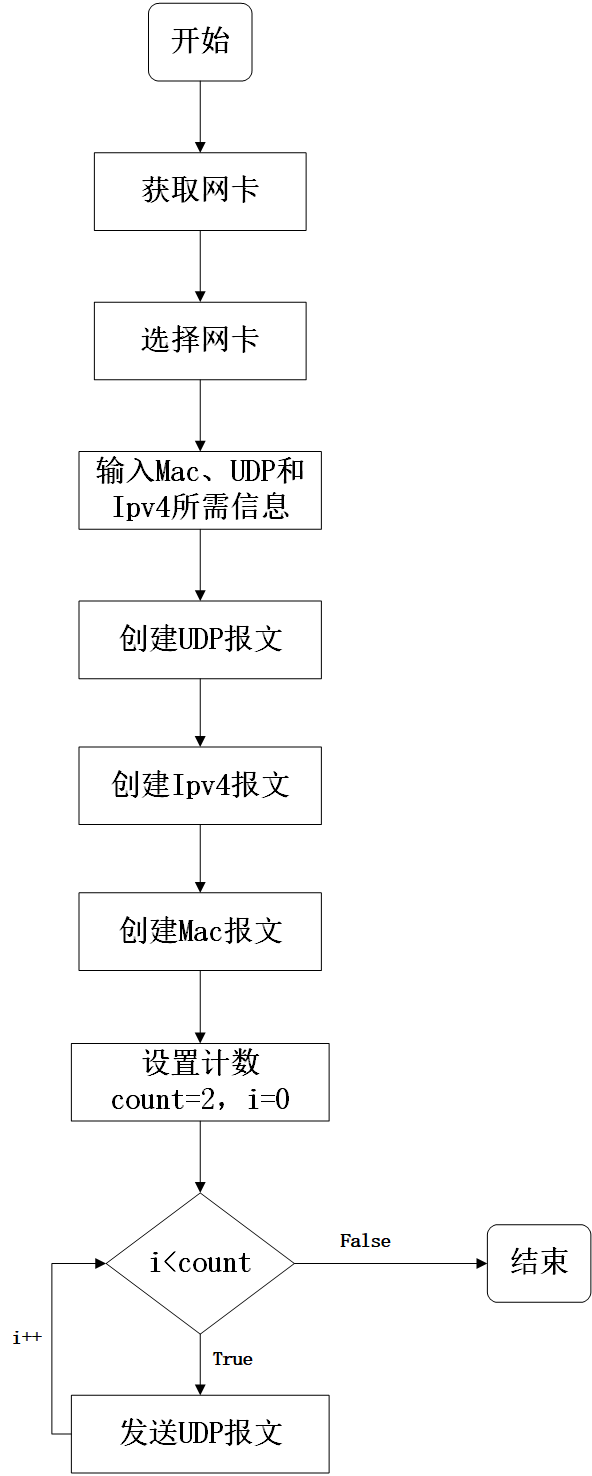 开始
获取网卡
选择网卡
输入Mac、UDP和
Ipv4所需信息
创建UDP报文
创建Ipv4报文
创建Mac报文
设置计数
count=2，i=0
i<count
False
结束
i++
True
发送UDP报文